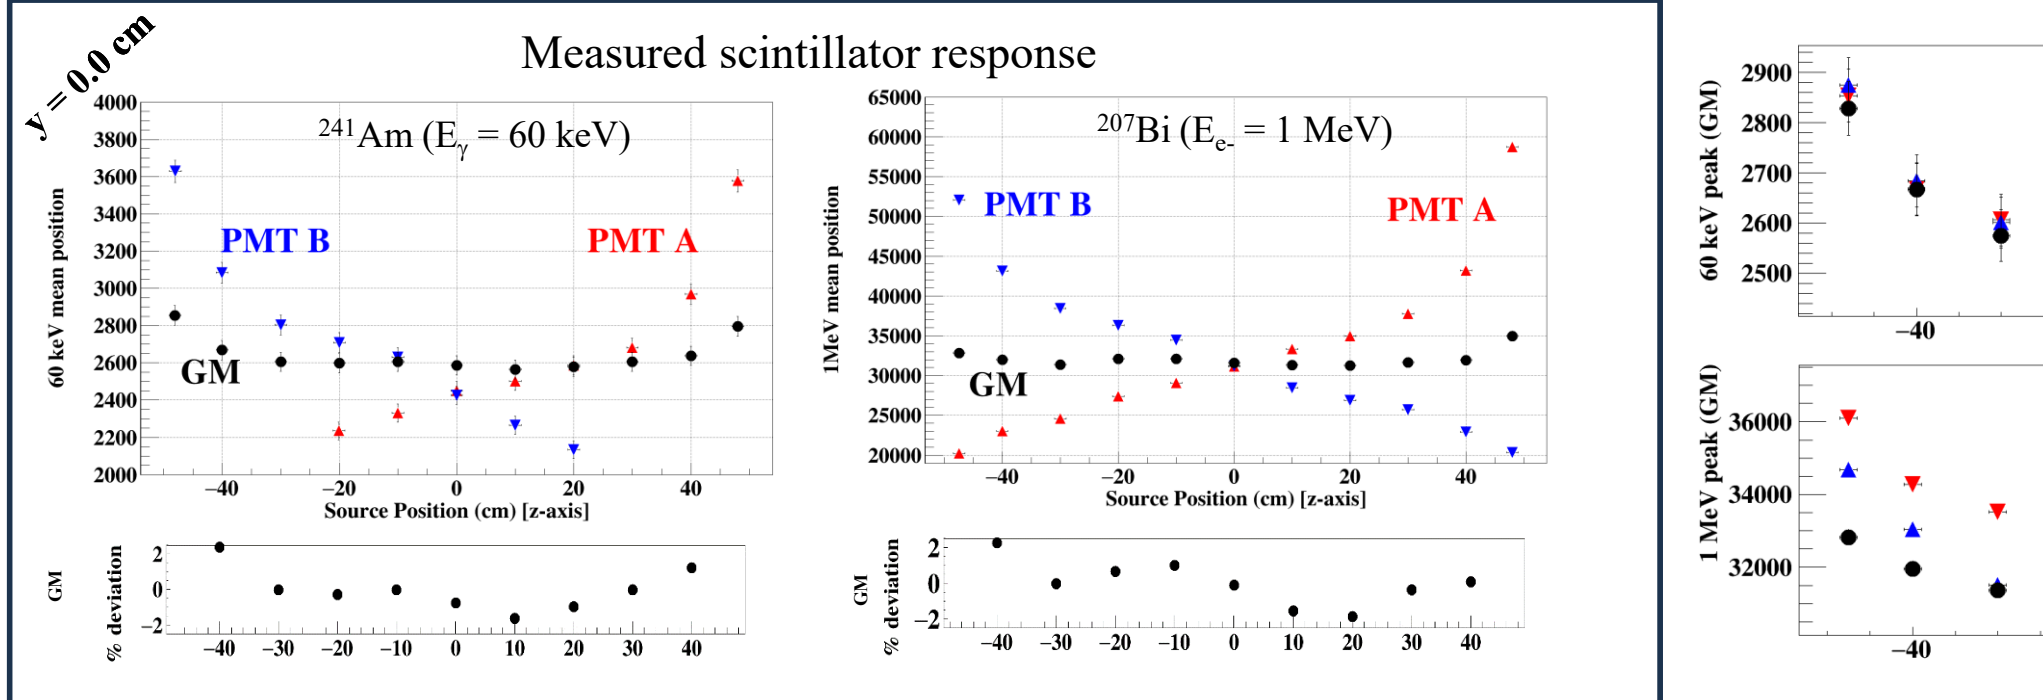 y = 0.0 cm
Measured scintillator response
²⁴¹Am (Eγ = 60 keV)
60 keV mean position
4000
3800
3600
3400
3200
3000
2800
2600
2400
2200
2000
PMT B
PMT A
GM
−40 −20 0 20 40
Source Position (cm) [z-axis]
GM
% deviation
2
0
−2
−40 −30 −20 −10 0 10 20 30 40
²⁰⁷Bi (Ee- = 1 MeV)
1MeV mean position
65000
60000
55000
50000
45000
40000
35000
30000
25000
20000
PMT B
PMT A
GM
−40 −20 0 20 40
Source Position (cm) [z-axis]
GM
% deviation
2
0
−2
−40 −30 −20 −10 0 10 20 30 40
60 keV peak (GM)
2900
2800
2700
2600
2500
−40
1 MeV peak (GM)
36000
34000
32000
−40